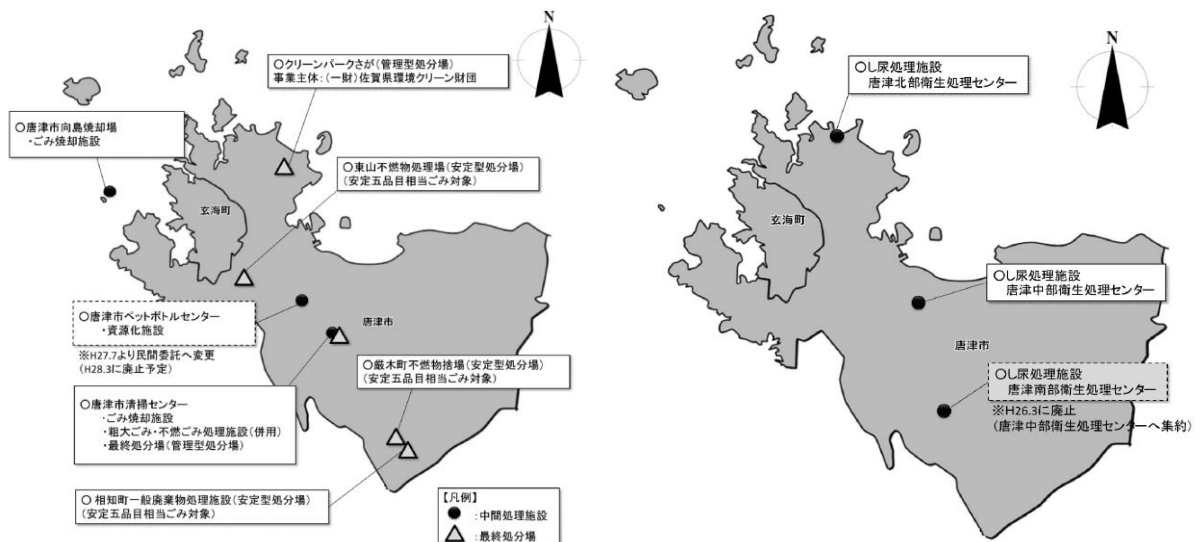 N
○クリーンパークさが(管理型処分場)
事業主体:(一財)佐賀県環境クリーン財団
○唐津市向島焼却場
・ごみ焼却施設
○東山不燃物処理場(安定型処分場)
(安定五品目相当ごみ対象)
玄海町
○唐津市ペットボトルセンター
・資源化施設
※H27.7より民間委託へ変更
(H28.3に廃止予定)
唐津市
○厳木町不燃物捨場(安定型処分場)
(安定五品目相当ごみ対象)
○唐津市清掃センター
・ごみ焼却施設
・粗大ごみ・不燃ごみ処理施設(併用)
・最終処分場(管理型処分場)
○相知町一般廃棄物処理施設(安定型処分場)
(安定五品目相当ごみ対象)
【凡例】
:中間処理施設
:最終処分場
N
○し尿処理施設
唐津北部衛生処理センター
玄海町
○し尿処理施設
唐津中部衛生処理センター
唐津市
○し尿処理施設
唐津南部衛生処理センター
※H26.3に廃止
(唐津中部衛生処理センターへ集約)